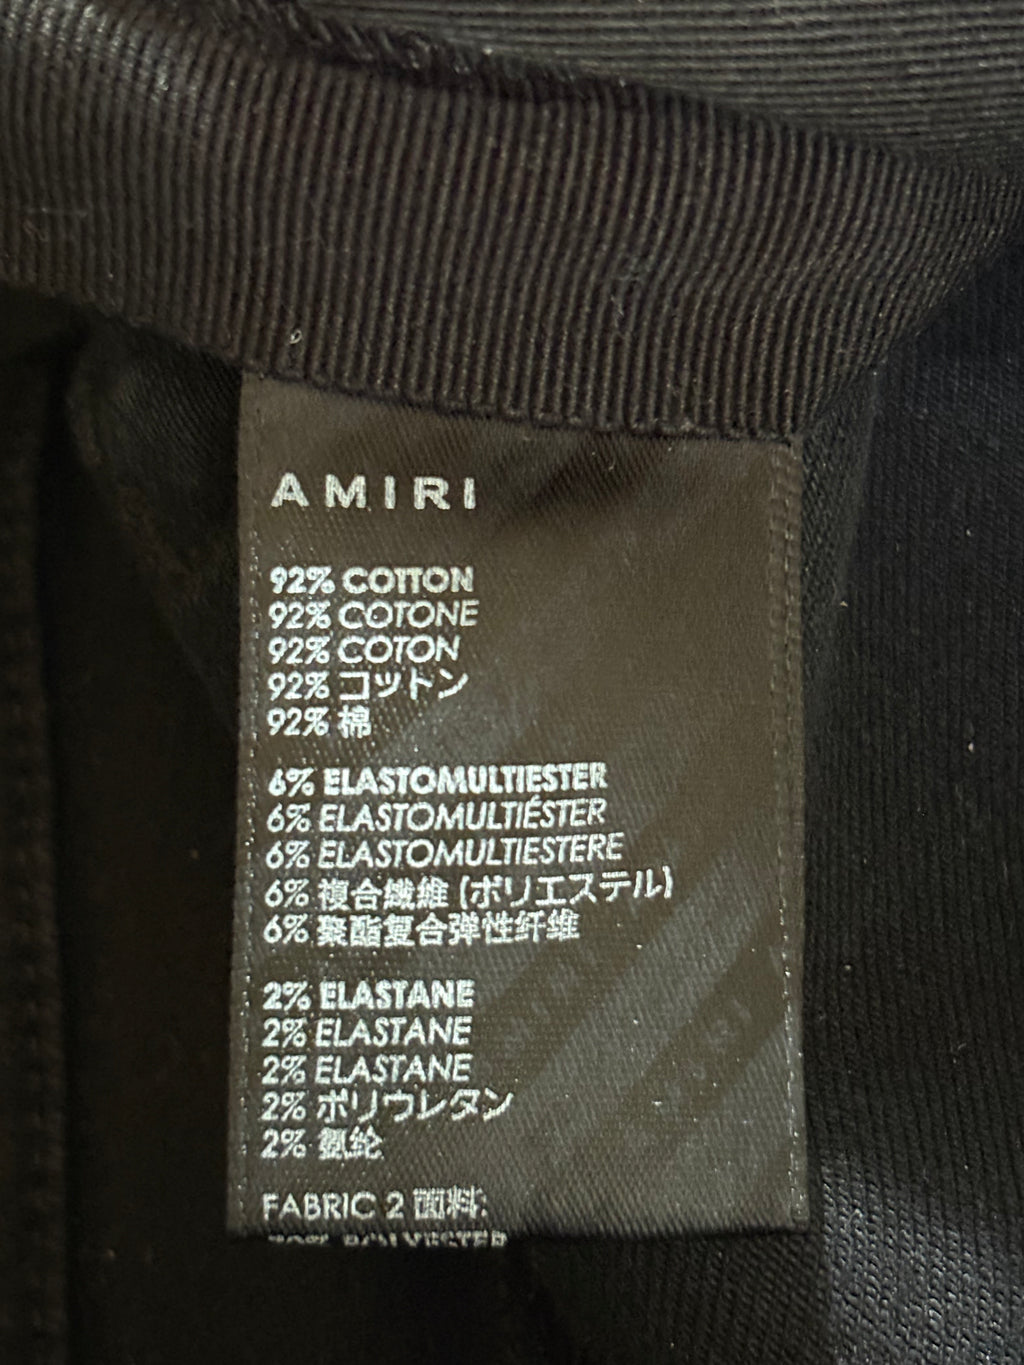 AMIRI
92% COTTON
92% COTONE
92% COTON
92% コットン
92% 棉
6% ELASTOMULTIESTER
6% ELASTOMULTIÉSTER
6% ELASTOMULTIESTERE
6% 複合繊維 (ポリエステル)
6% 聚酯复合弹性纤维
2% ELASTANE
2% ELASTANE
2% ELASTANE
2% ポリウレタン
2% 氨纶
FABRIC 2 面料:
POLYESTER